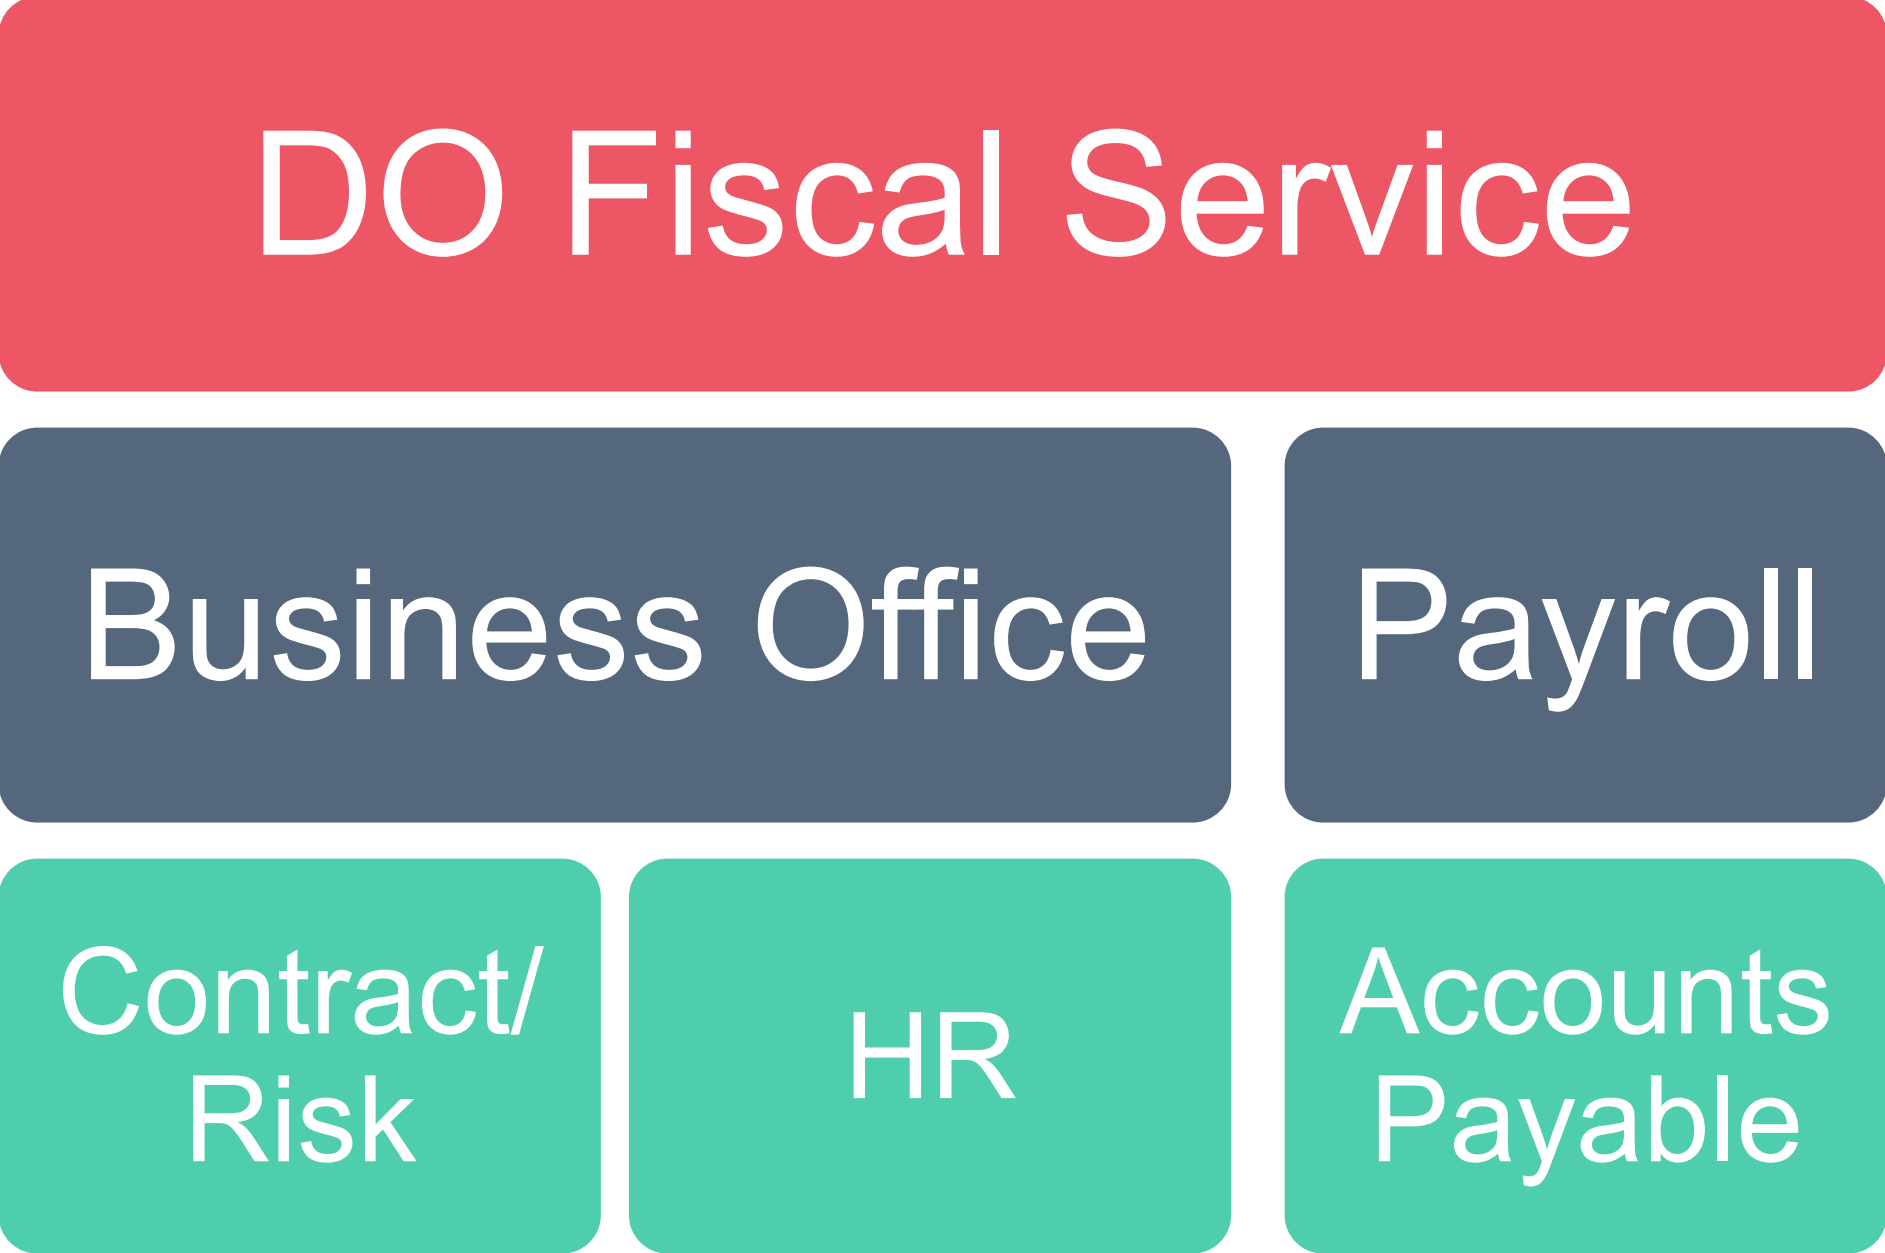 DO Fiscal Service
Business Office
Payroll
Contract/
Risk
HR
Accounts
Payable